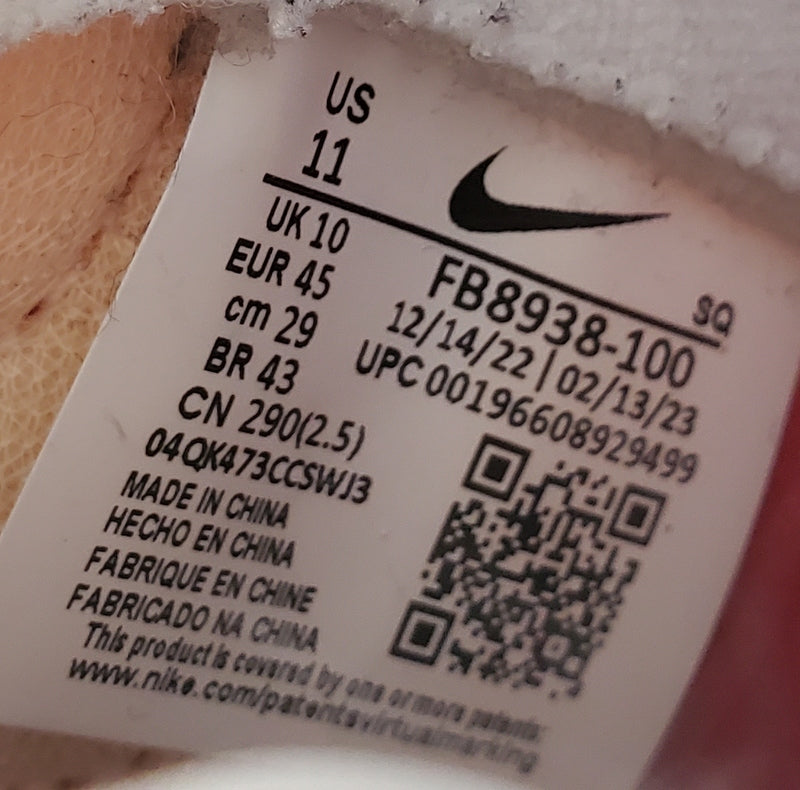 US
11
UK 10
EUR 45
cm 29
BR 43
CN 290(2.5)
04QK473CCSWJ3
MADE IN CHINA
HECHO EN CHINA
FABRIQUE EN CHINE
FABRICADO NA CHINA
This product is covered by one or more patents:
www.nike.com/patentsvirtualmarking
SQ
FB8938-100
12/14/22 | 02/13/23
UPC 00196608929499